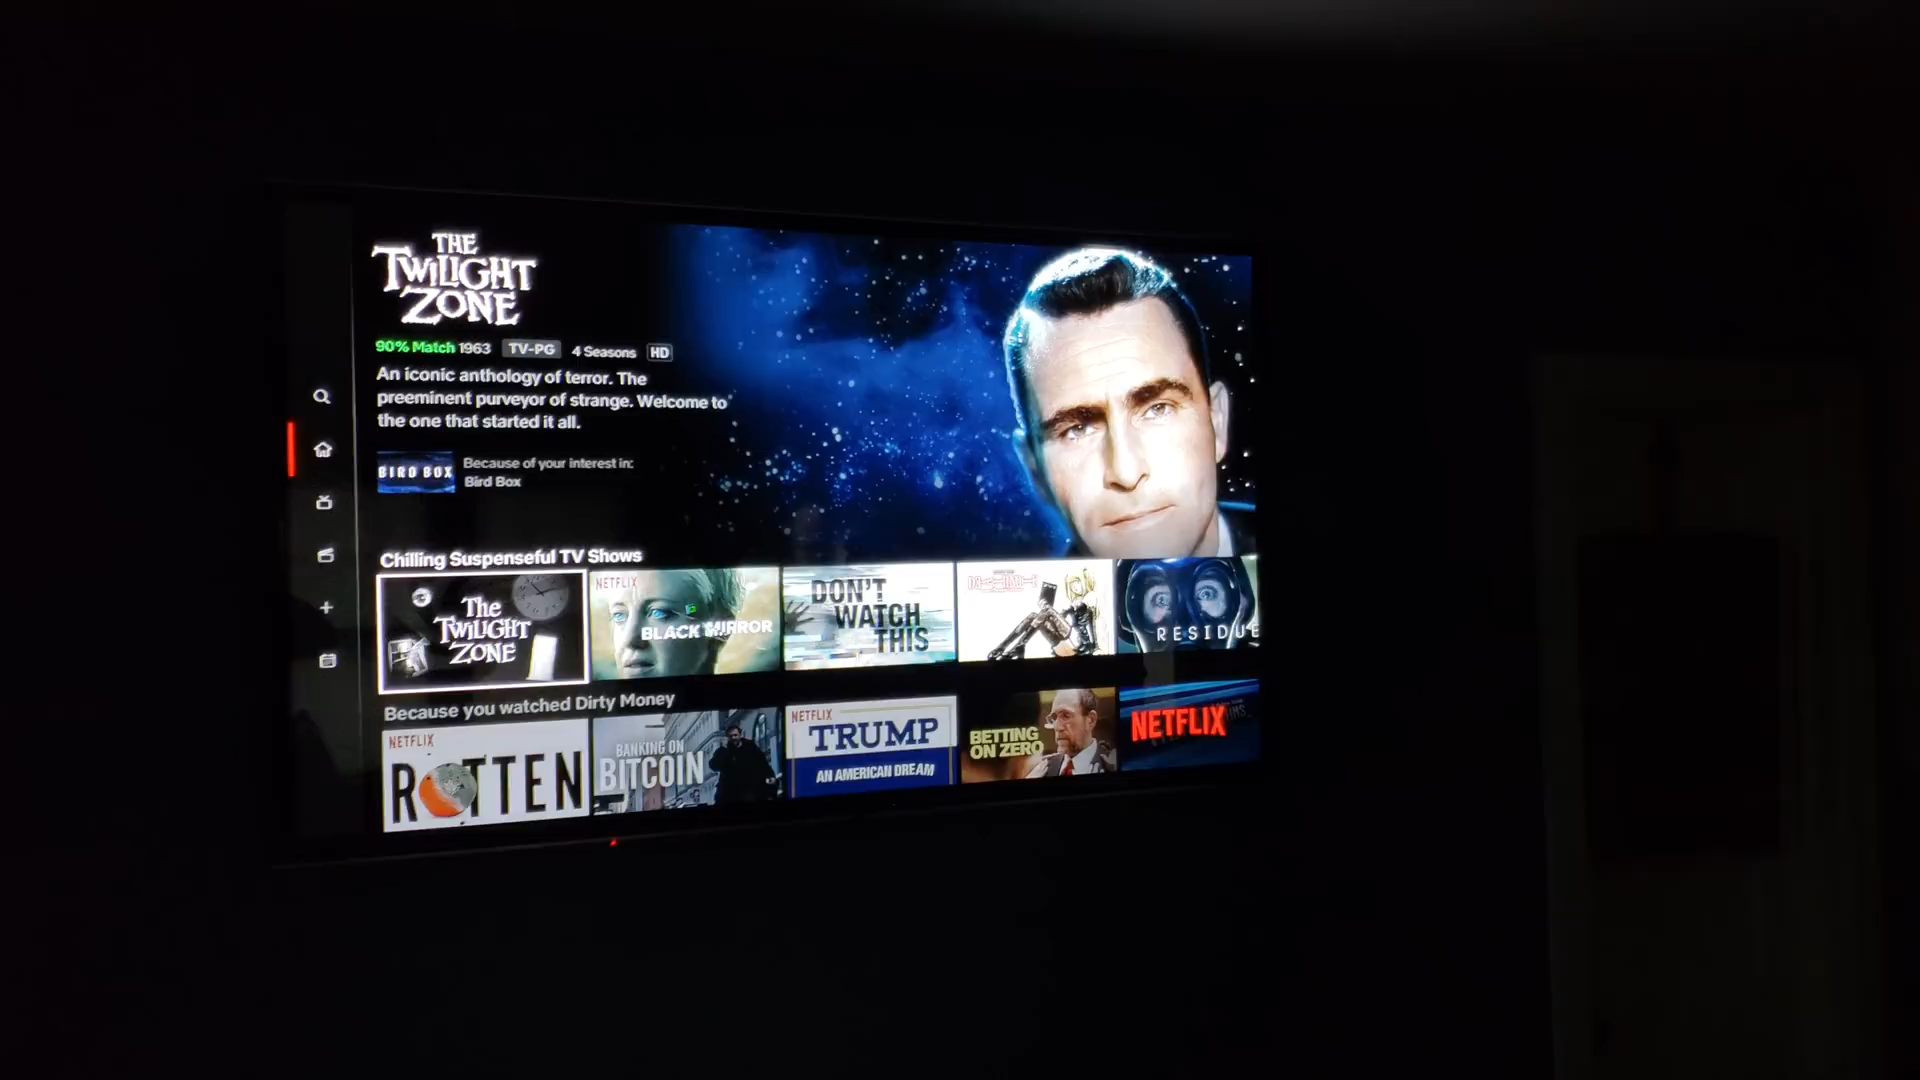 THE
TWILIGHT
ZONE
90% Match 1963 TV-PG 4 Seasons HD
An iconic anthology of terror. The
preeminent purveyor of strange. Welcome to
the one that started it all.
BIRD BOX
Because of your interest in:
Bird Box
Chilling Suspenseful TV Shows
The
TWILIGHT
ZONE
NETFLIX
BLACK MIRROR
DON'T
WATCH
THIS
RESIDUE
Because you watched Dirty Money
NETFLIX
ROTTEN
BANKING ON
BITCOIN
NETFLIX
TRUMP
AN AMERICAN DREAM
BETTING
ON ZERO
NETFLIX